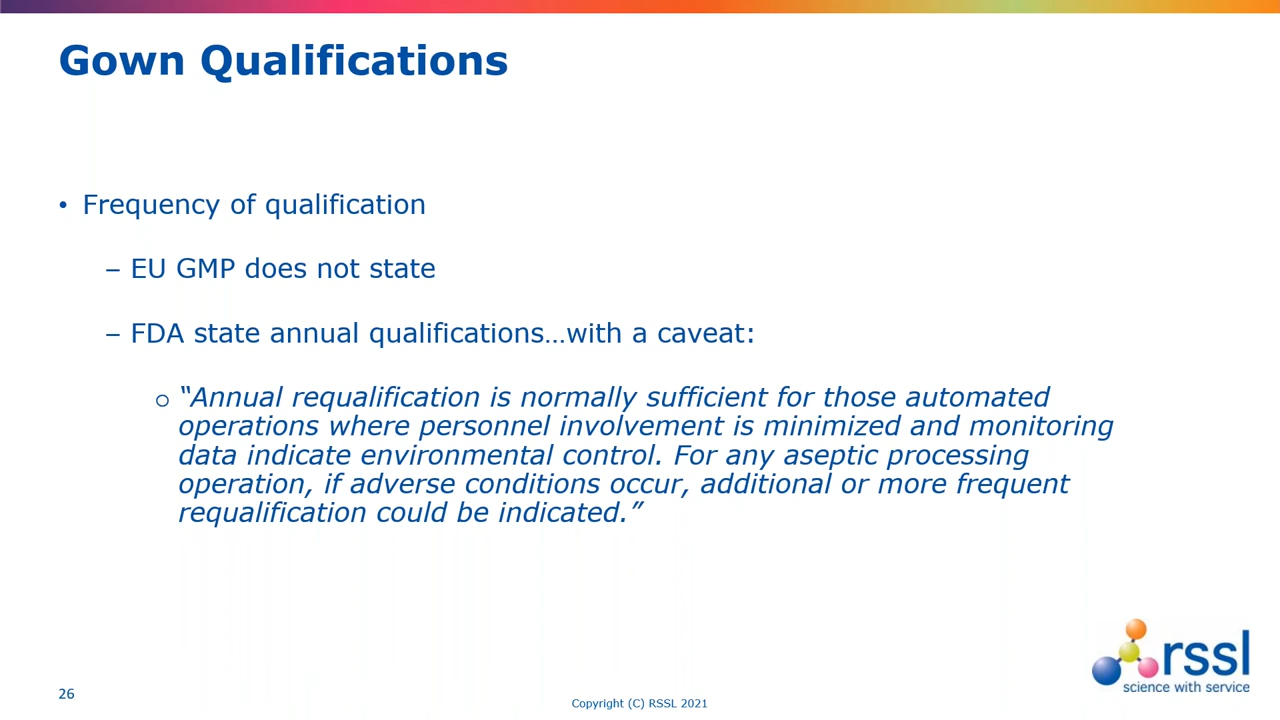 Gown Qualifications
• Frequency of qualification
– EU GMP does not state
– FDA state annual qualifications…with a caveat:
o “Annual requalification is normally sufficient for those automated
operations where personnel involvement is minimized and monitoring
data indicate environmental control. For any aseptic processing
operation, if adverse conditions occur, additional or more frequent
requalification could be indicated.”
rssl
science with service
26
Copyright (C) RSSL 2021